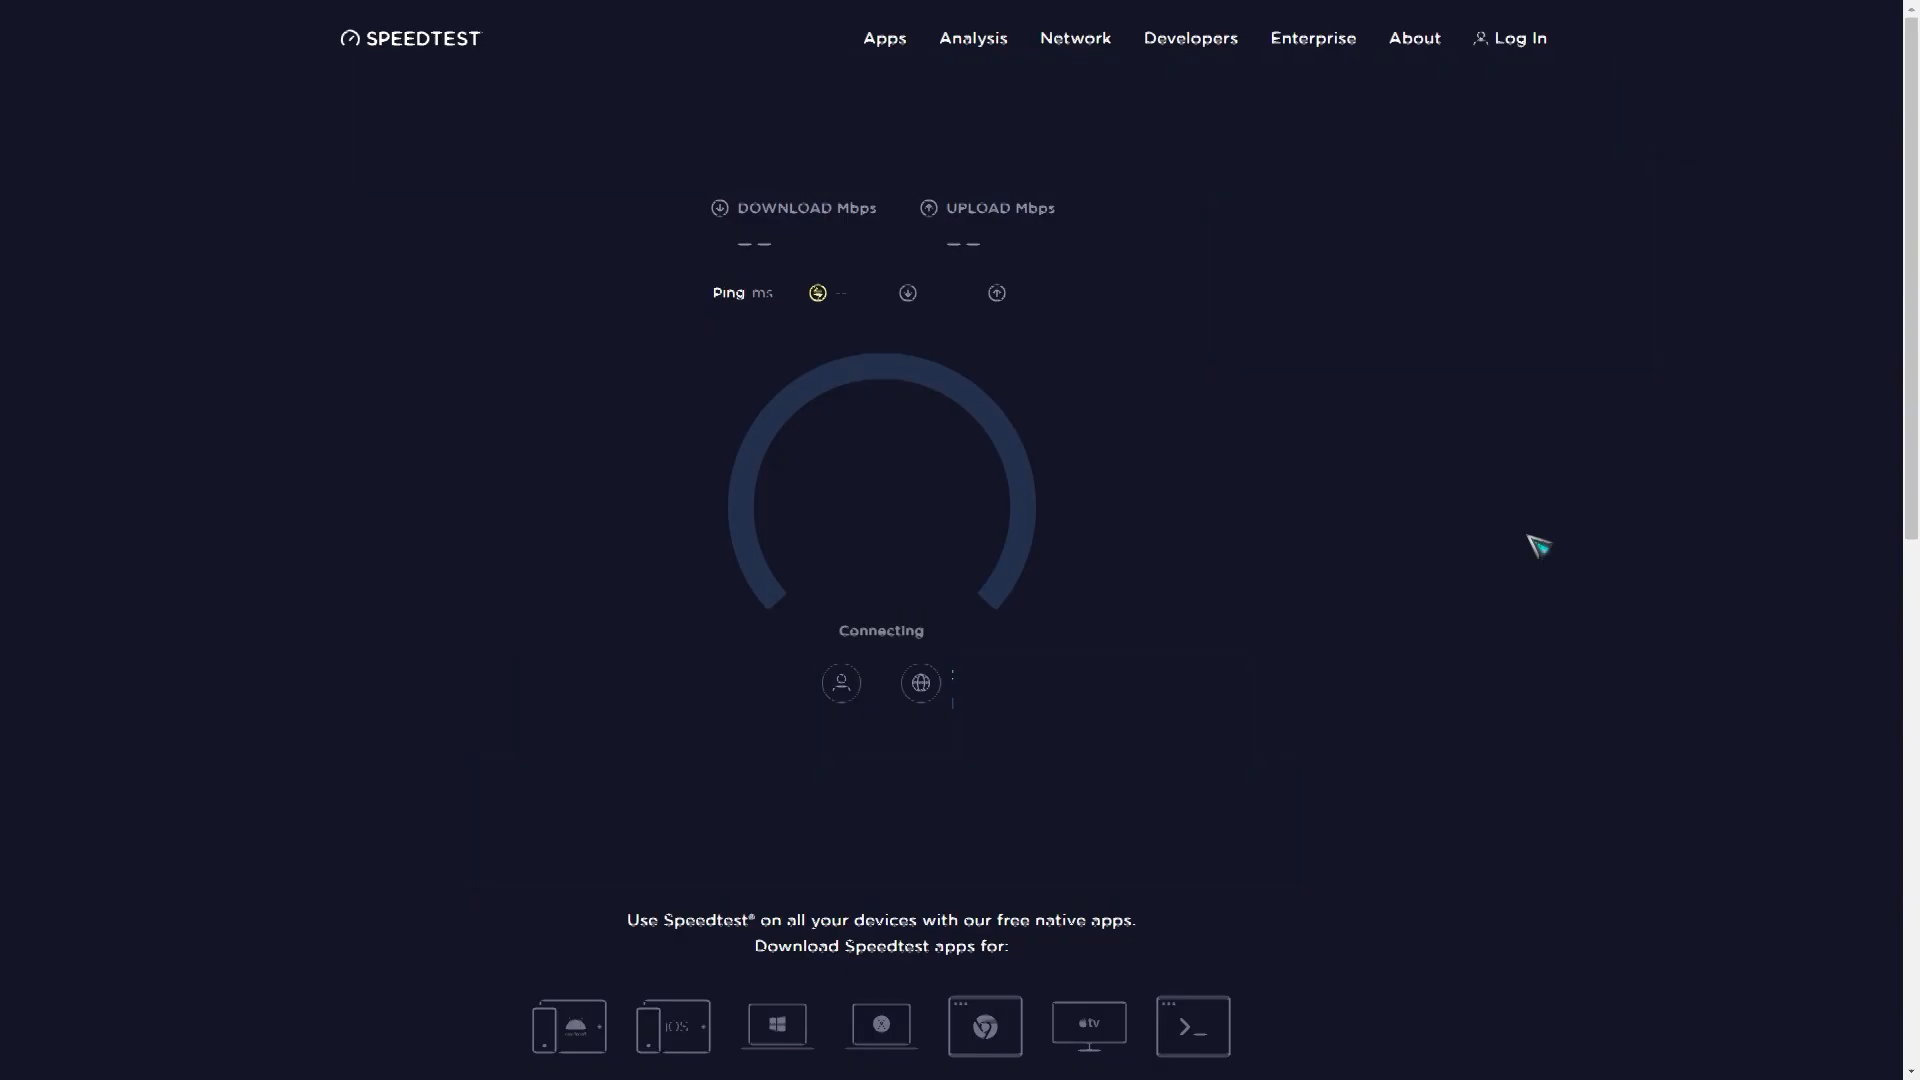 SPEEDTEST
Apps Analysis Network Developers Enterprise About Log In
DOWNLOAD Mbps UPLOAD Mbps
— — — —
Ping ms --
Connecting
Use Speedtest® on all your devices with our free native apps.
Download Speedtest apps for:
iOS tv